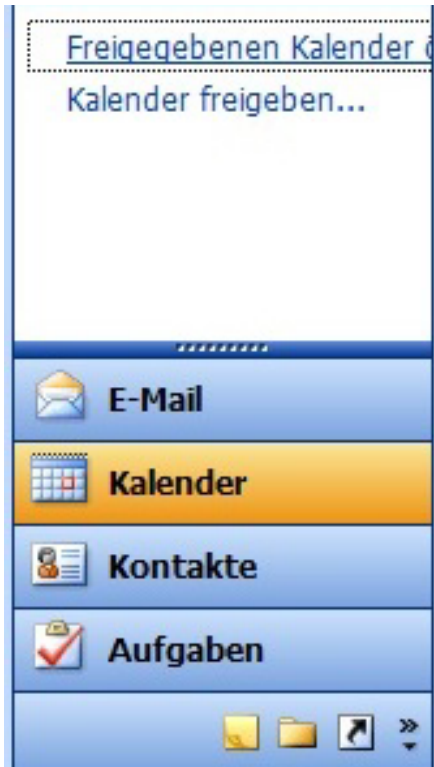 Freigegebenen Kalender
Kalender freigeben...
E-Mail
Kalender
Kontakte
Aufgaben